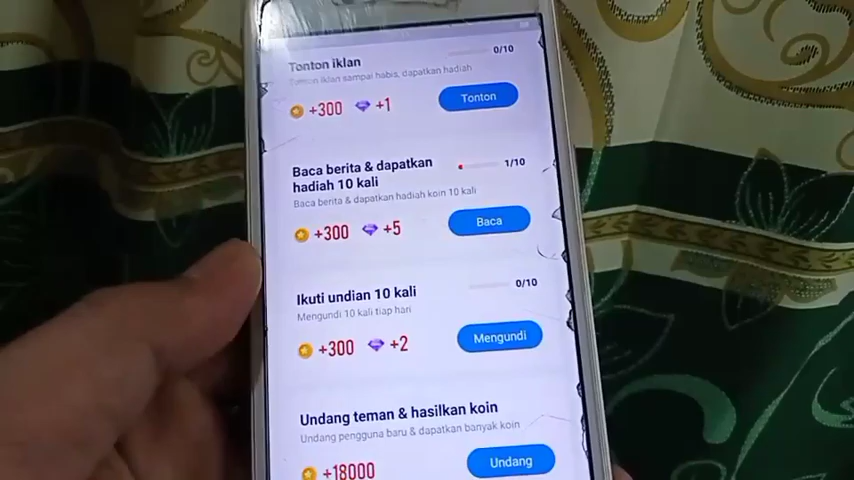 Tonton iklan
0/10
Tonton iklan sampai habis, dapatkan hadiah
+300 +1
Tonton
Baca berita & dapatkan
hadiah 10 kali
1/10
Baca berita & dapatkan hadiah koin 10 kali
+300 +5
Baca
Ikuti undian 10 kali
0/10
Mengundi 10 kali tiap hari
+300 +2
Mengundi
Undang teman & hasilkan koin
Undang pengguna baru & dapatkan banyak koin
+18000
Undang